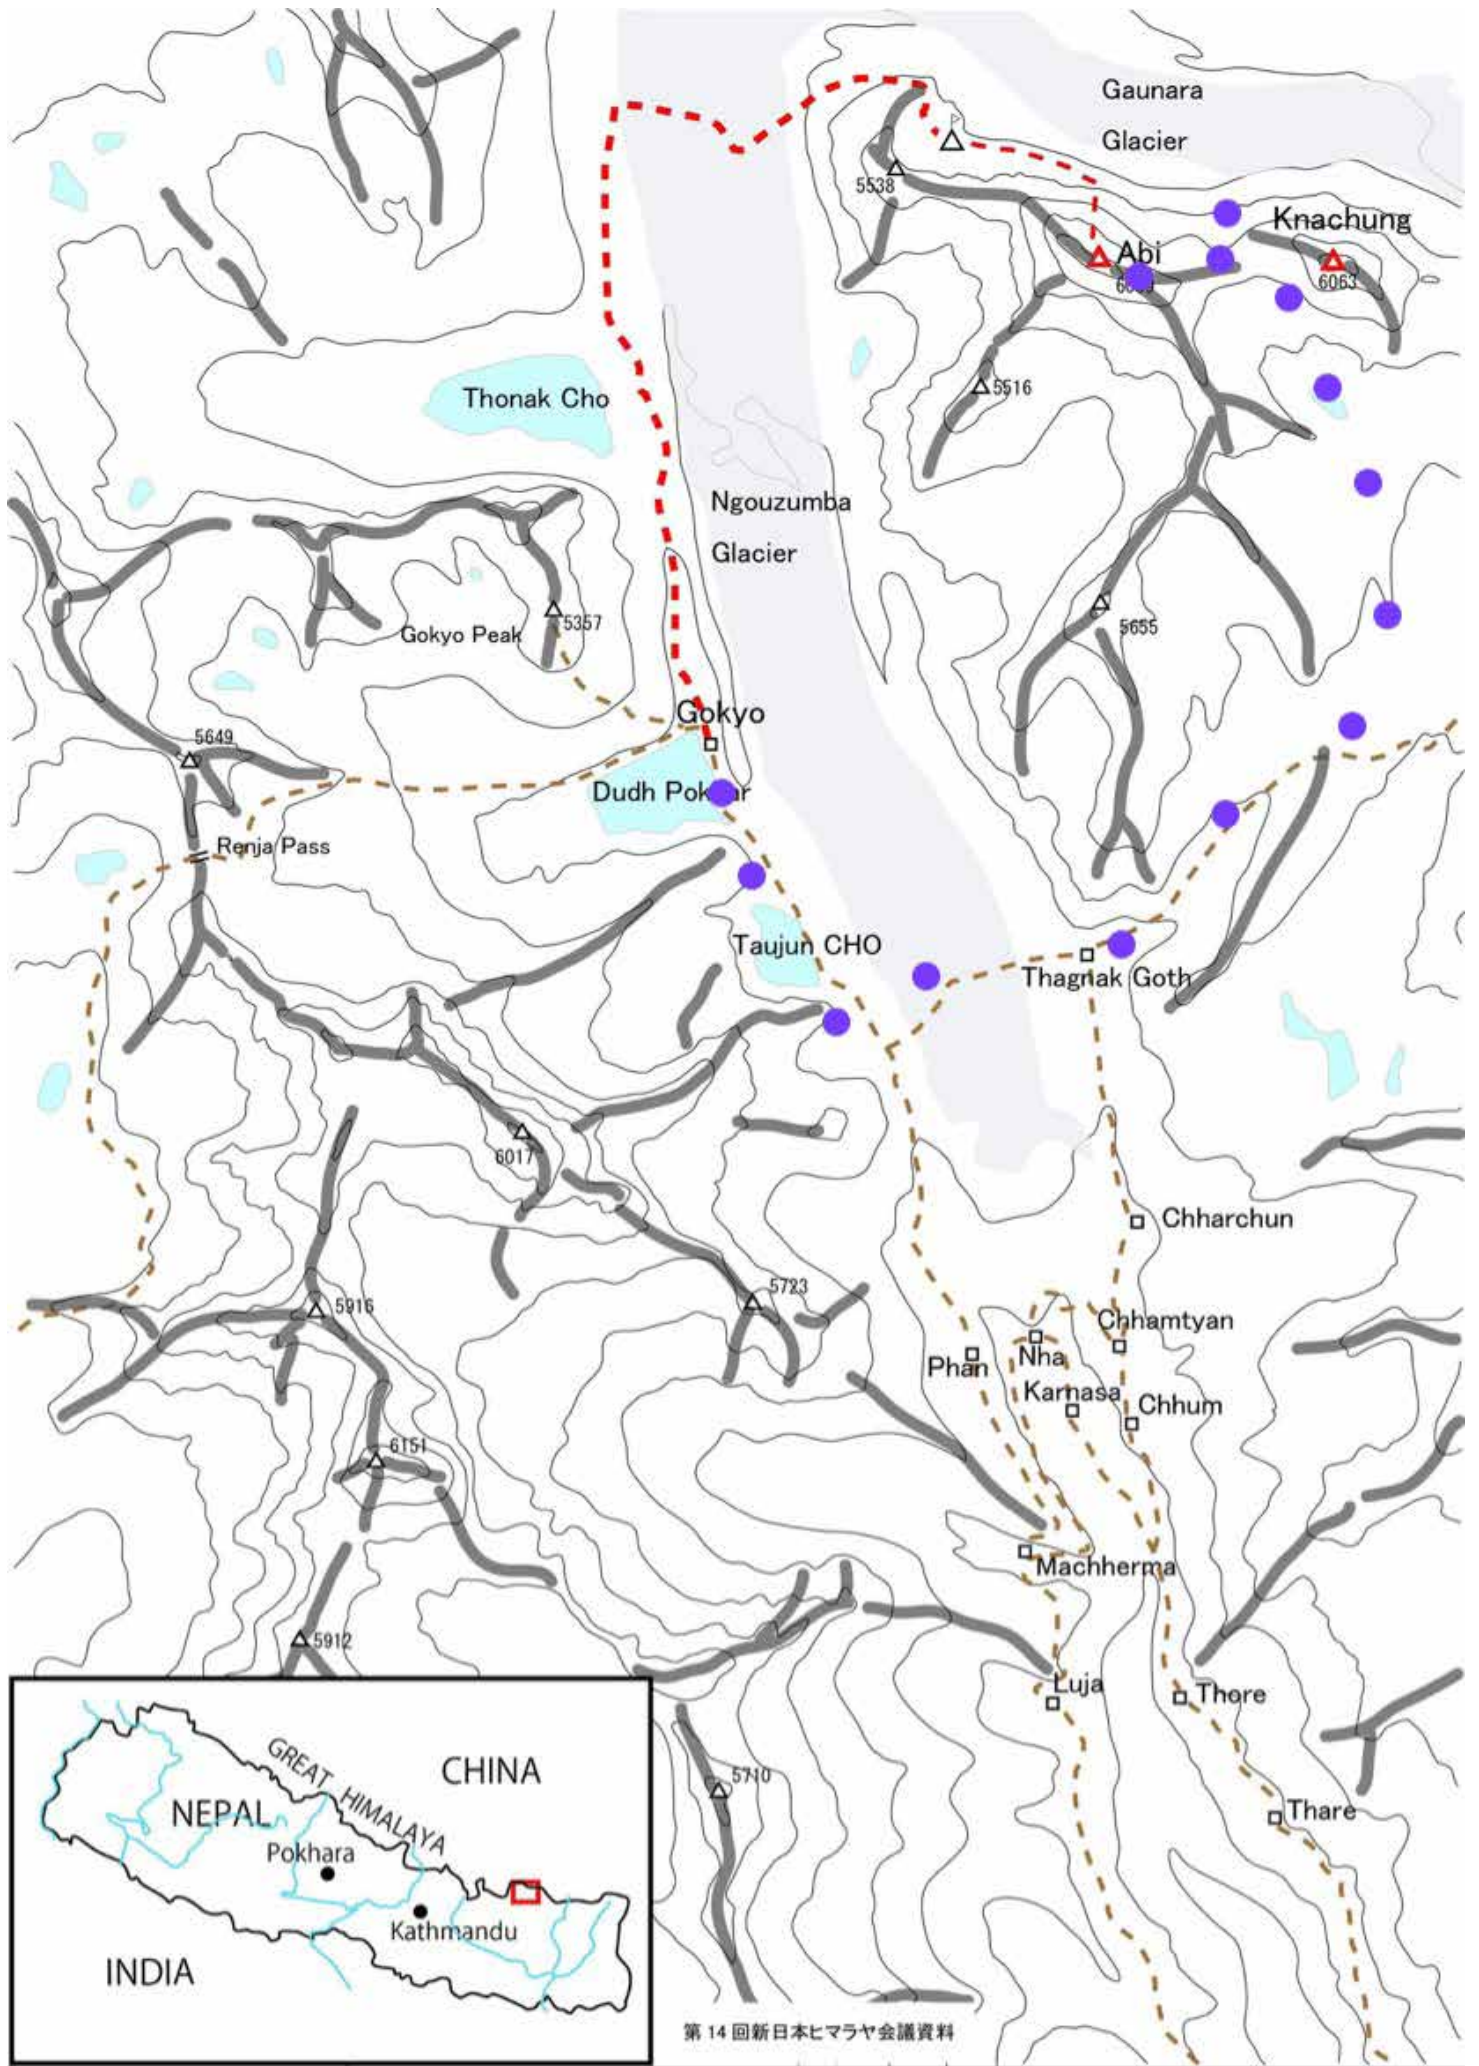 Gaunara
Glacier
5538
Knachung
Abi
6063
5516
Thonak Cho
Ngouzumba
Glacier
5357
Gokyo Peak
5655
Gokyo
5649
Renja Pass
Taujun CHO
Thagnak Goth
6017
Chharchun
5723
5916
Chhamtyan
Nha
Phan
Karnasa
Chhum
6151
Machherma
5912
Luja
Thore
5710
Thare
GREAT HIMALAYA
CHINA
NEPAL
Pokhara
Kathmandu
INDIA
第 14 回新日本ヒマラヤ会議資料